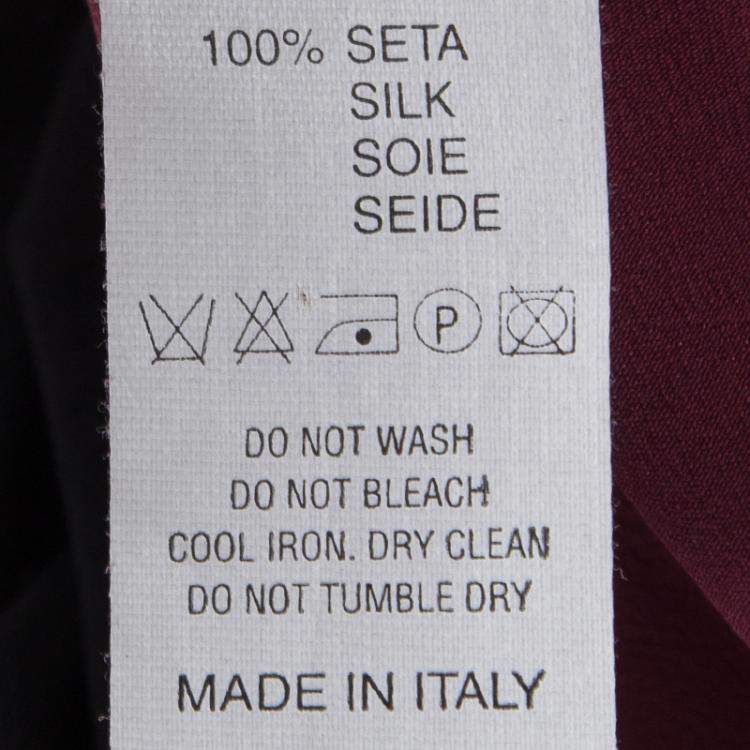 100% SETA
SILK
SOIE
SEIDE
P
DO NOT WASH
DO NOT BLEACH
COOL IRON. DRY CLEAN
DO NOT TUMBLE DRY
MADE IN ITALY